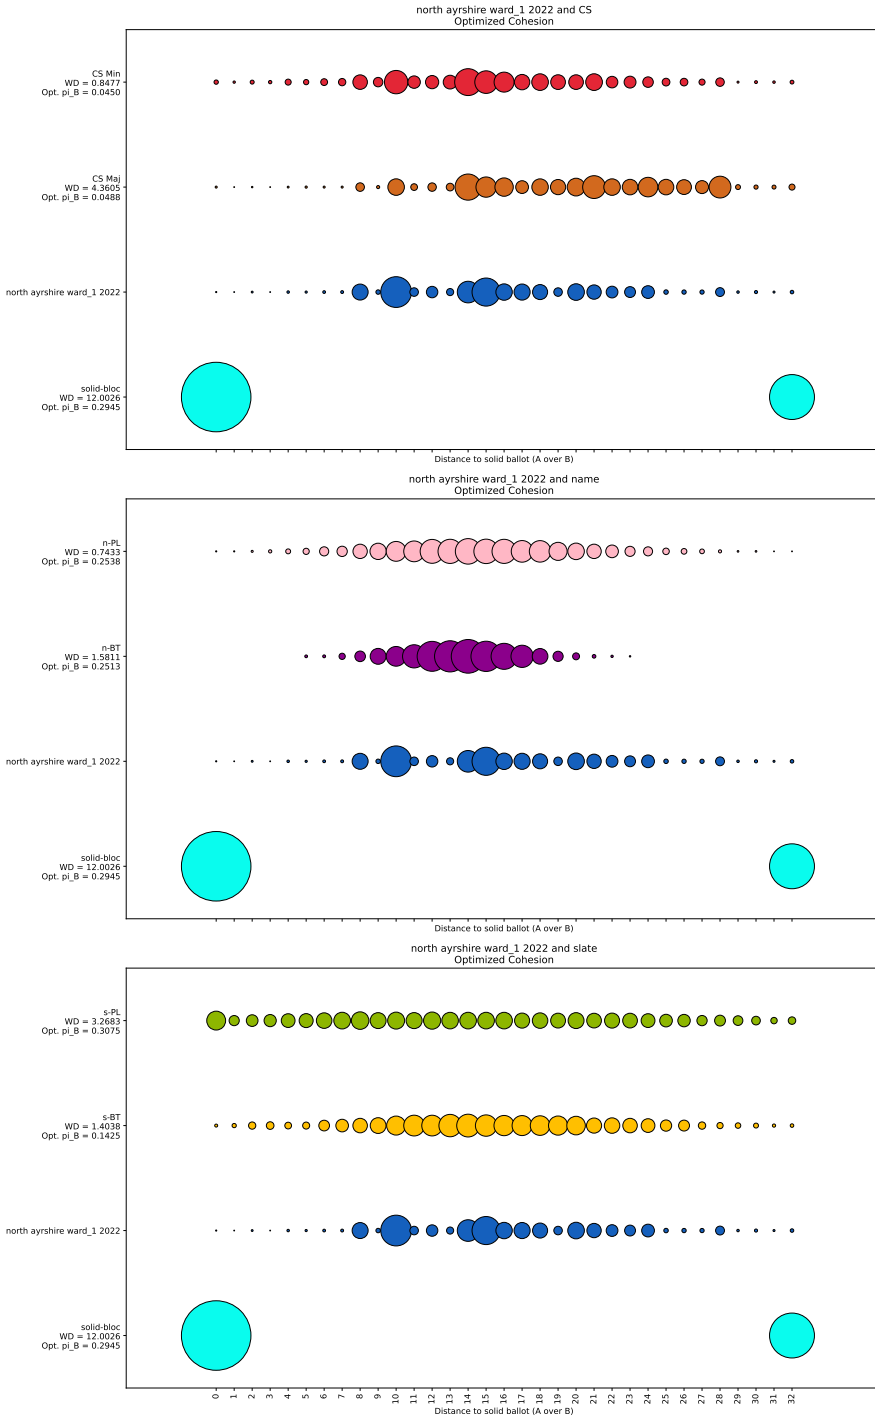 north ayrshire ward_1 2022 and CS
Optimized Cohesion
CS Min
WD = 0.8477
Opt. pi_B = 0.0450
CS Maj
WD = 4.3605
Opt. pi_B = 0.0488
north ayrshire ward_1 2022
solid-bloc
WD = 12.0026
Opt. pi_B = 0.2945
Distance to solid ballot (A over B)
north ayrshire ward_1 2022 and name
Optimized Cohesion
n-PL
WD = 0.7433
Opt. pi_B = 0.2538
n-BT
WD = 1.5811
Opt. pi_B = 0.2513
north ayrshire ward_1 2022
solid-bloc
WD = 12.0026
Opt. pi_B = 0.2945
Distance to solid ballot (A over B)
north ayrshire ward_1 2022 and slate
Optimized Cohesion
s-PL
WD = 3.2683
Opt. pi_B = 0.3075
s-BT
WD = 1.4038
Opt. pi_B = 0.1425
north ayrshire ward_1 2022
solid-bloc
WD = 12.0026
Opt. pi_B = 0.2945
0 1 2 3 4 5 6 7 8 9 10 11 12 13 14 15 16 17 18 19 20 21 22 23 24 25 26 27 28 29 30 31 32
Distance to solid ballot (A over B)